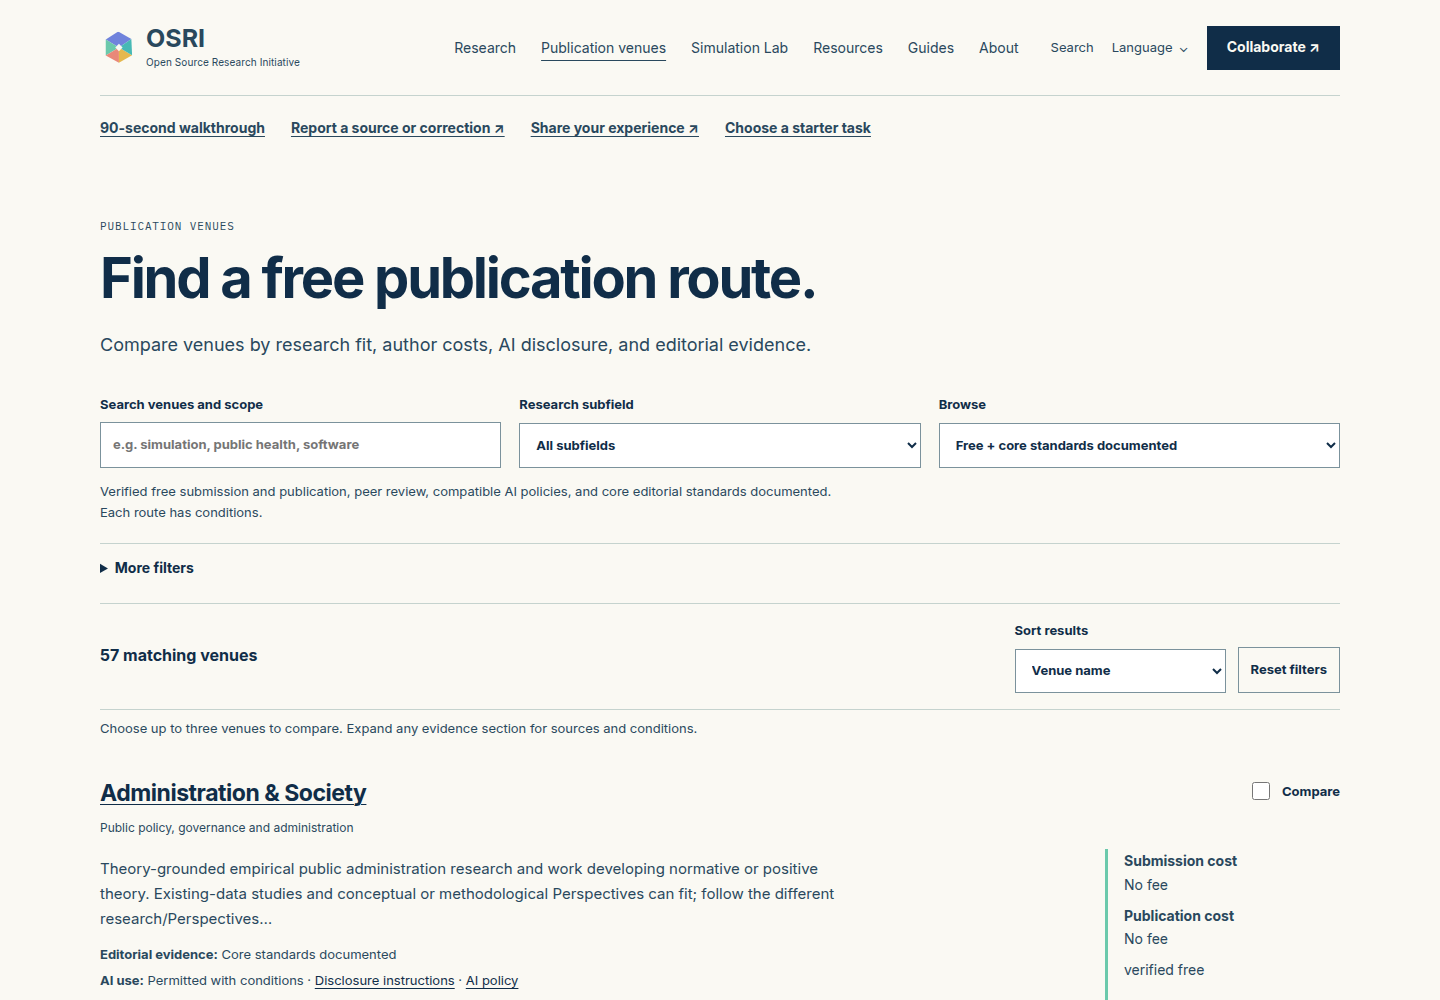 OSRI
Open Source Research Initiative
Research Publication venues Simulation Lab Resources Guides About Search Language Collaborate ↗
90-second walkthrough Report a source or correction ↗ Share your experience ↗ Choose a starter task
PUBLICATION VENUES
Find a free publication route.
Compare venues by research fit, author costs, AI disclosure, and editorial evidence.
Search venues and scope Research subfield Browse
e.g. simulation, public health, software All subfields Free + core standards documented
Verified free submission and publication, peer review, compatible AI policies, and core editorial standards documented.
Each route has conditions.
More filters
Sort results
57 matching venues Venue name Reset filters
Choose up to three venues to compare. Expand any evidence section for sources and conditions.
Administration & Society Compare
Public policy, governance and administration
Theory-grounded empirical public administration research and work developing normative or positive
theory. Existing-data studies and conceptual or methodological Perspectives can fit; follow the different
research/Perspectives...
Editorial evidence: Core standards documented
AI use: Permitted with conditions · Disclosure instructions · AI policy
Submission cost
No fee
Publication cost
No fee
verified free